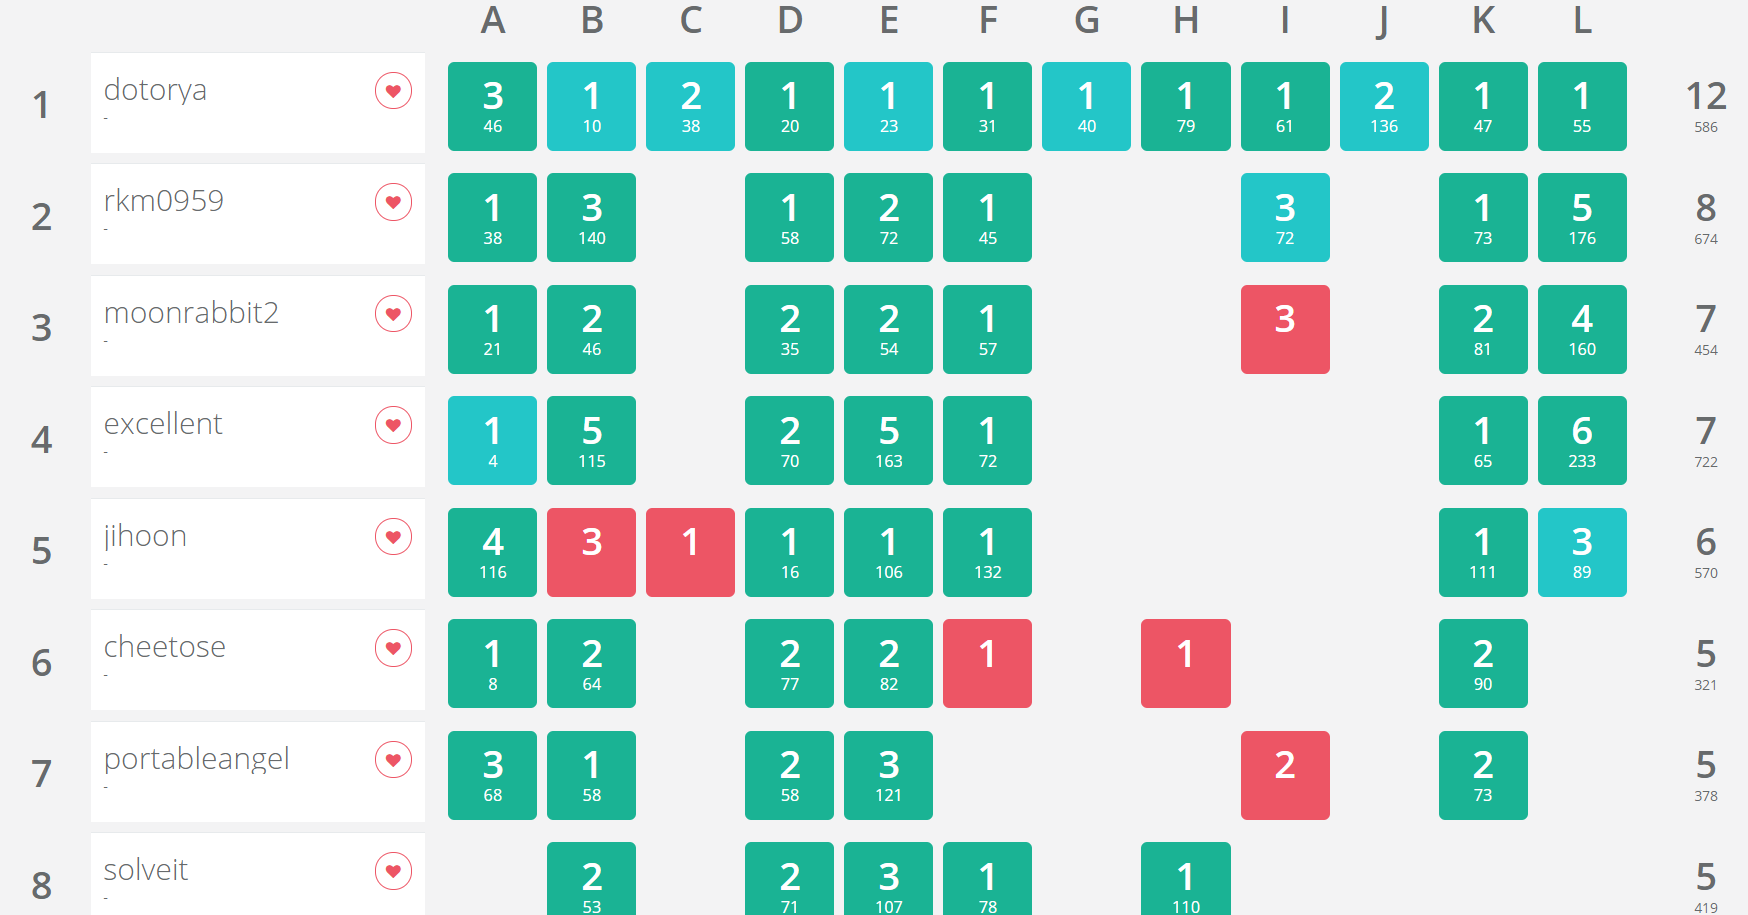 A B C D E F G H I J K L
1 dotorya 3 1 2 1 1 1 1 1 1 2 1 1 12
- 46 10 38 20 23 31 40 79 61 136 47 55 586
2 rkm0959 1 3 1 2 1 3 1 5 8
- 38 140 58 72 45 72 73 176 674
3 moonrabbit2 1 2 2 2 1 3 2 4 7
- 21 46 35 54 57 81 160 454
4 excellent 1 5 2 5 1 1 6 7
- 4 115 70 163 72 65 233 722
5 jihoon 4 3 1 1 1 1 1 3 6
- 116 16 106 132 111 89 570
6 cheetose 1 2 2 2 1 1 2 5
- 8 64 77 82 90 321
7 portableangel 3 1 2 3 2 2 5
- 68 58 58 121 73 378
8 solveit 2 2 3 1 1 5
- 53 71 107 78 110 419